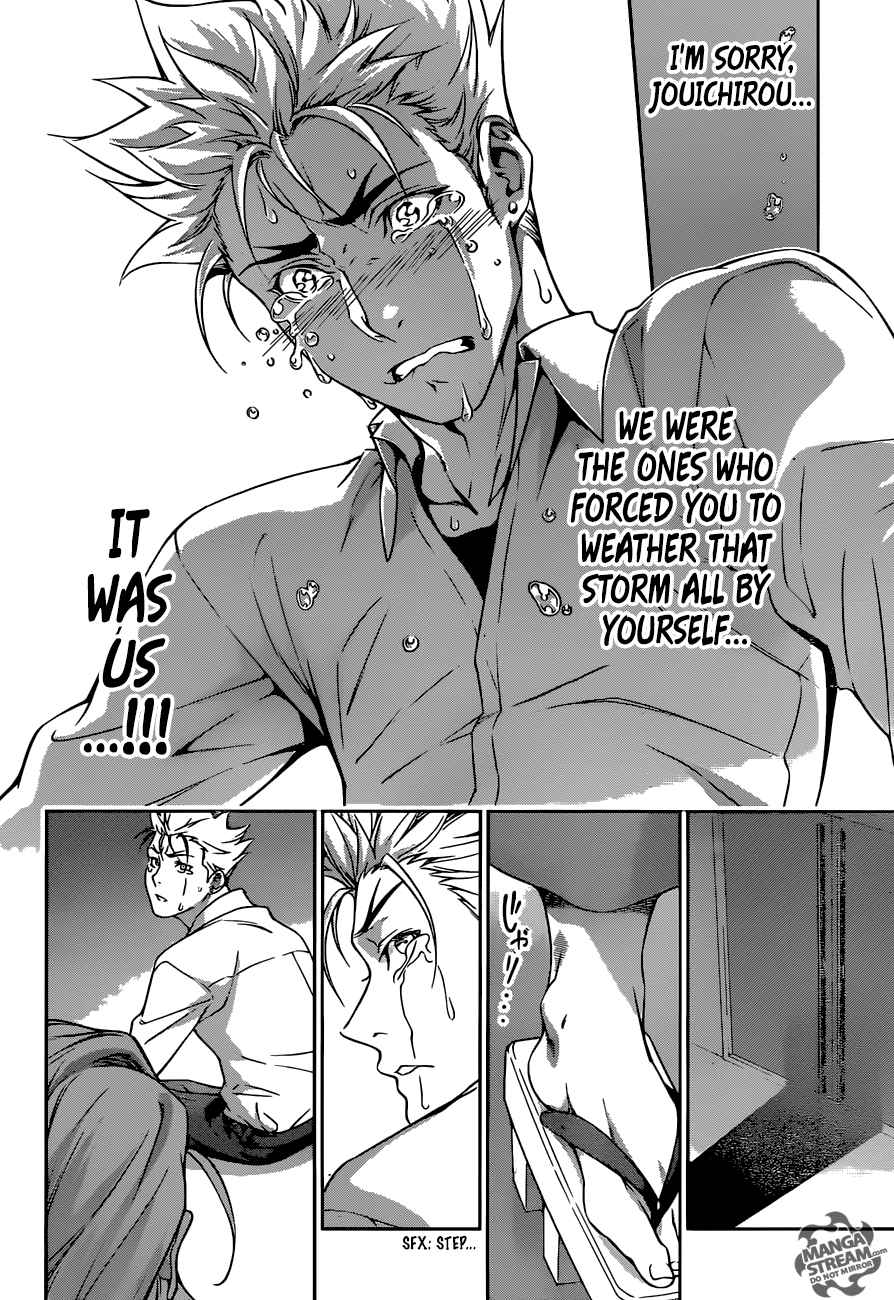 I'M SORRY,
JOUICHIROU...
WE WERE
THE ONES WHO
FORCED YOU TO
WEATHER THAT
STORM ALL BY
YOURSELF...
IT
WAS
US
...!!!
じゃり...
SFX: STEP...
MANGA
STREAM.com
DO NOT MIRROR